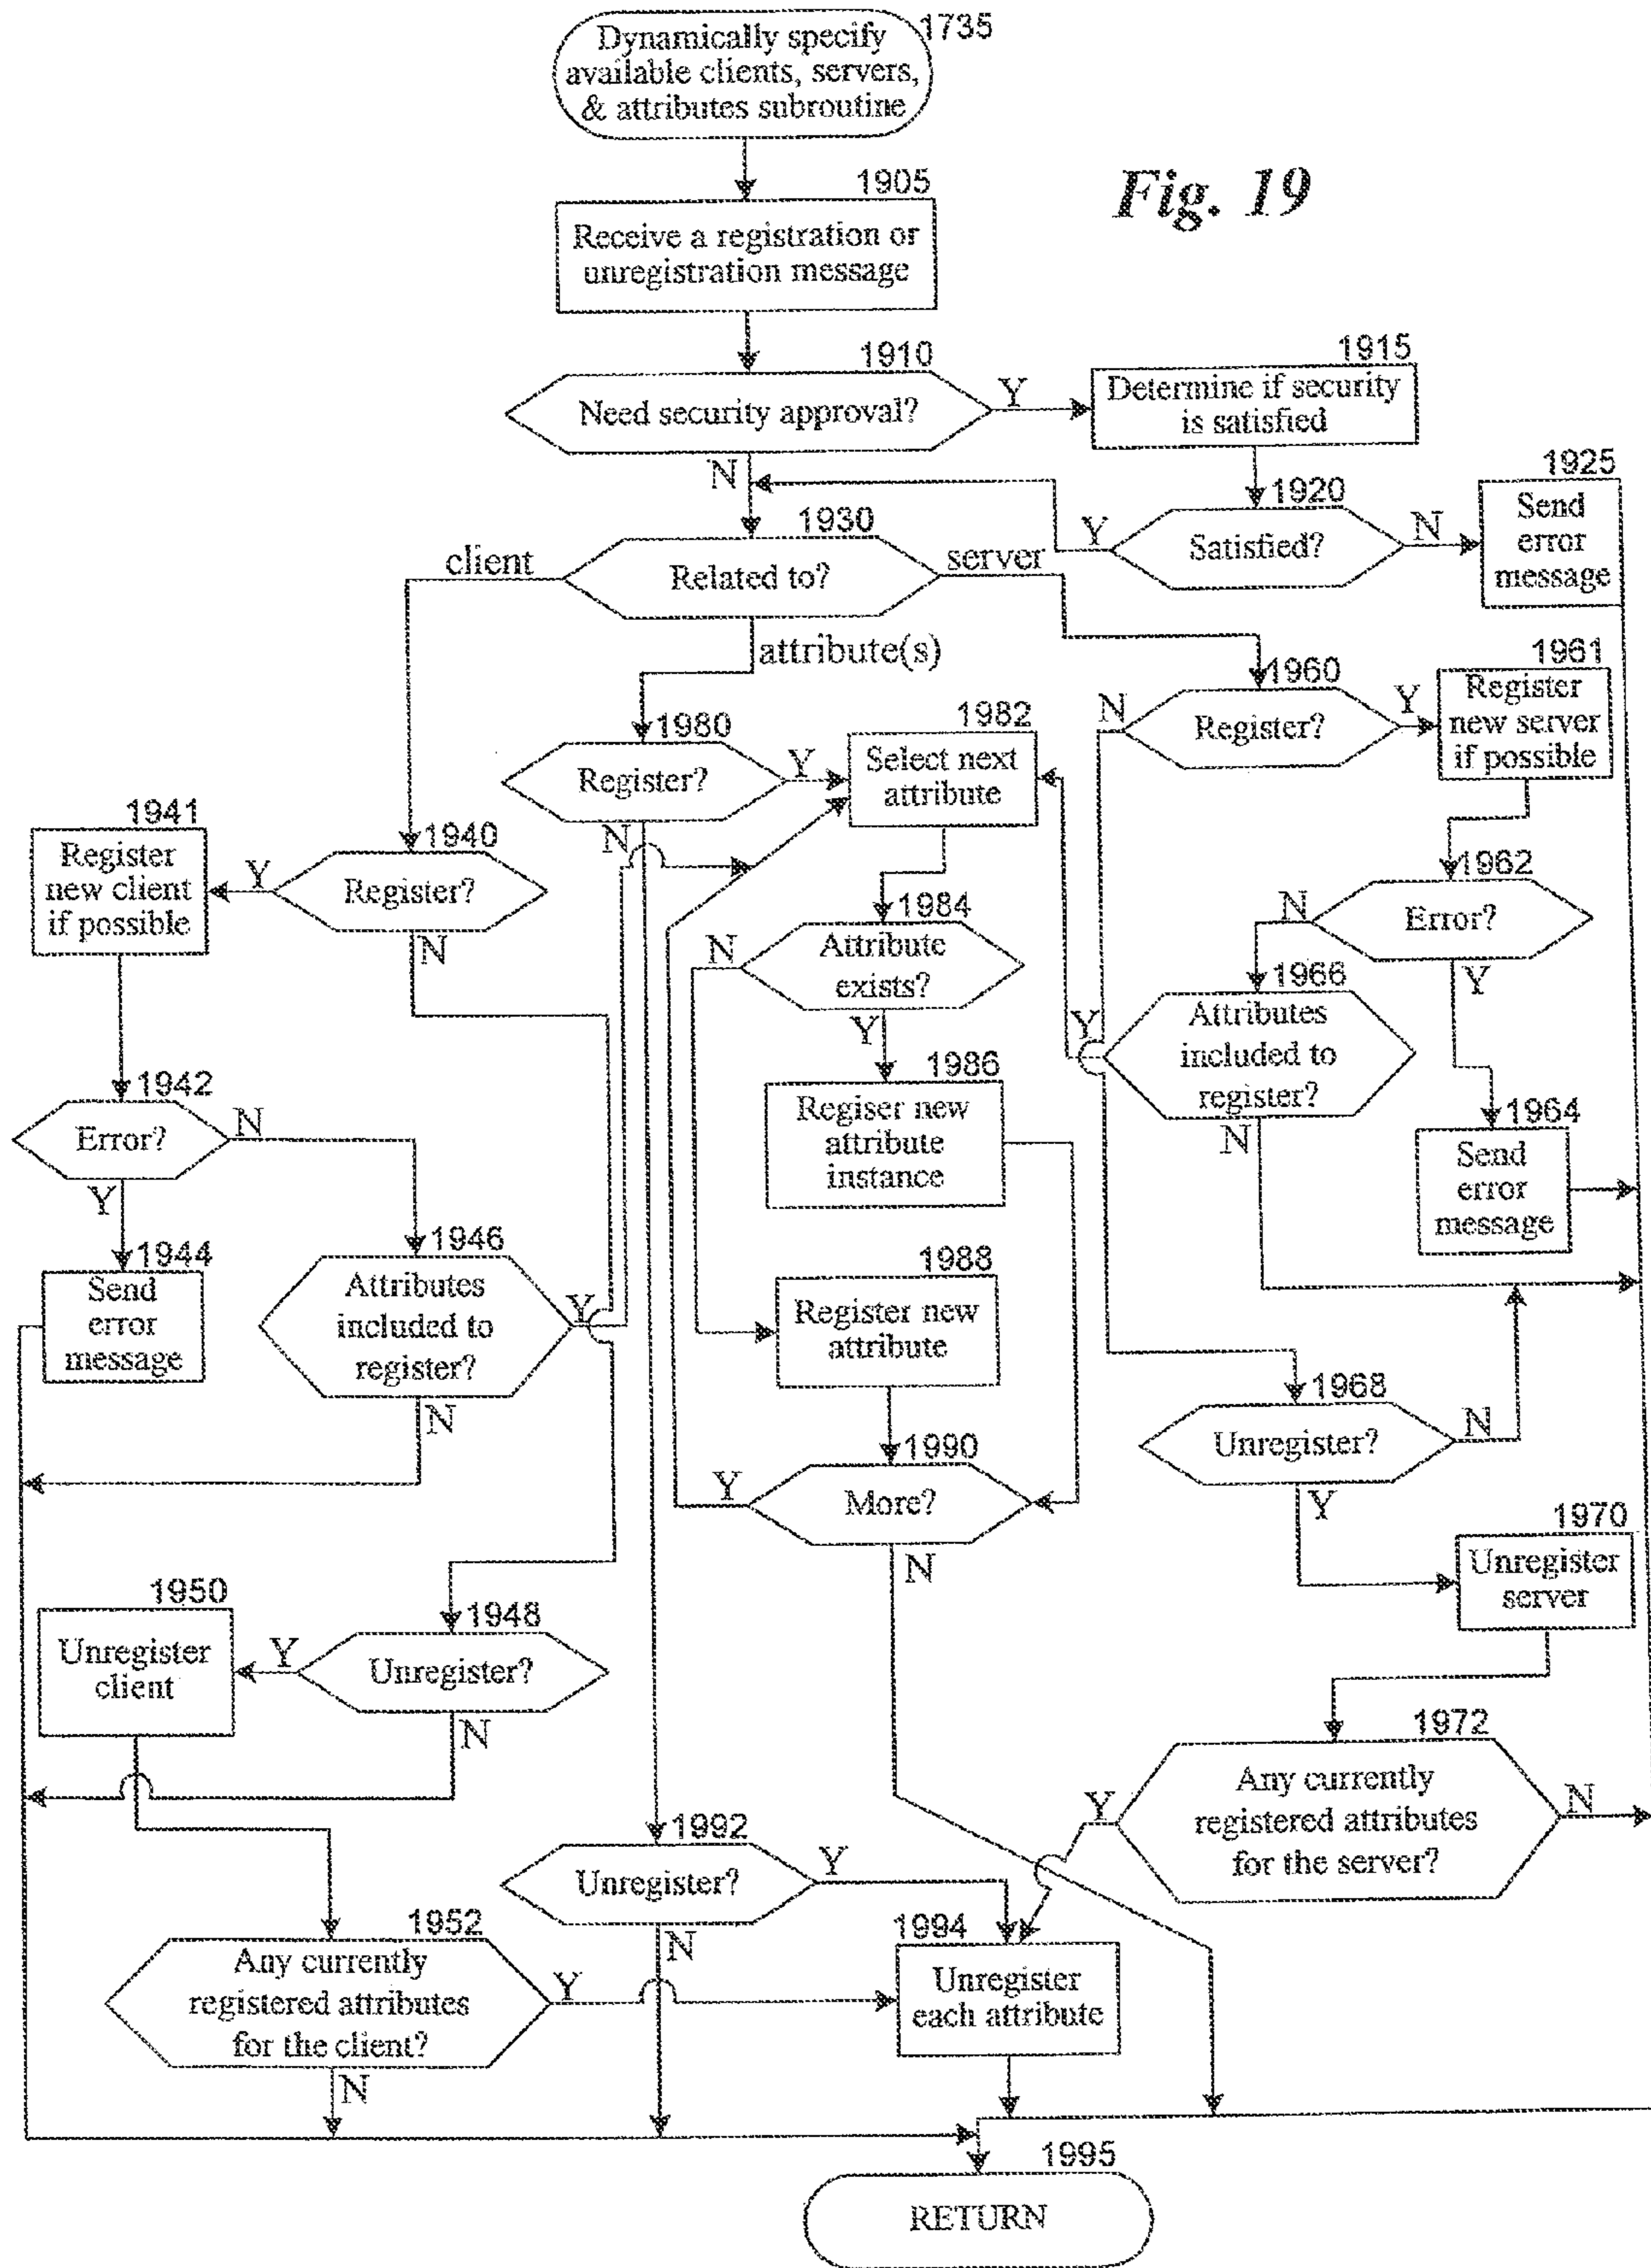 1735
Dynamically specify
available clients, servers,
& attributes subroutine
Fig. 19
1905
Receive a registration or
unregistration message
1910
Need security approval?
Y
N
1915
Determine if security
is satisfied
1920
Satisfied?
Y
N
1925
Send
error
message
1930
Related to?
client
server
attribute(s)
1960
Register?
N
Y
1961
Register
new server
if possible
1980
Register?
Y
N
1982
Select next
attribute
1941
Register
new client
if possible
1940
Register?
Y
N
1962
Error?
N
Y
1984
Attribute
exists?
N
Y
1966
Attributes
included to
register?
Y
N
1986
Regiser new
attribute
instance
1942
Error?
N
Y
1964
Send
error
message
1944
Send
error
message
1946
Attributes
included to
register?
Y
N
1988
Register new
attribute
1968
Unregister?
N
Y
1990
More?
Y
N
1970
Unregister
server
1950
Unregister
client
1948
Unregister?
Y
N
1972
Any currently
registered attributes
for the server?
Y
N
1992
Unregister?
Y
N
1952
Any currently
registered attributes
for the client?
Y
N
1994
Unregister
each attribute
1995
RETURN